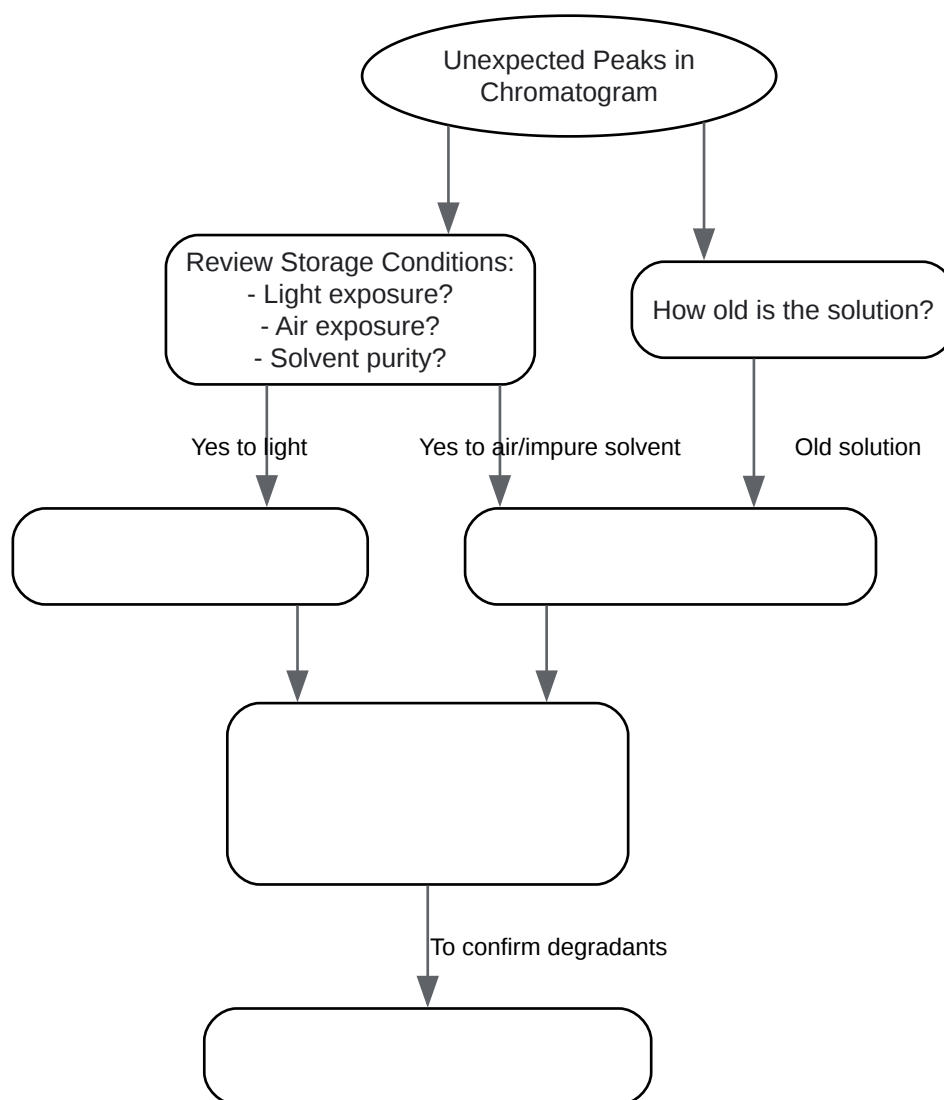 Unexpected Peaks in
Chromatogram
Review Storage Conditions:
- Light exposure?
- Air exposure?
- Solvent purity?
How old is the solution?
Yes to light
Yes to air/impure solvent
Old solution
To confirm degradants